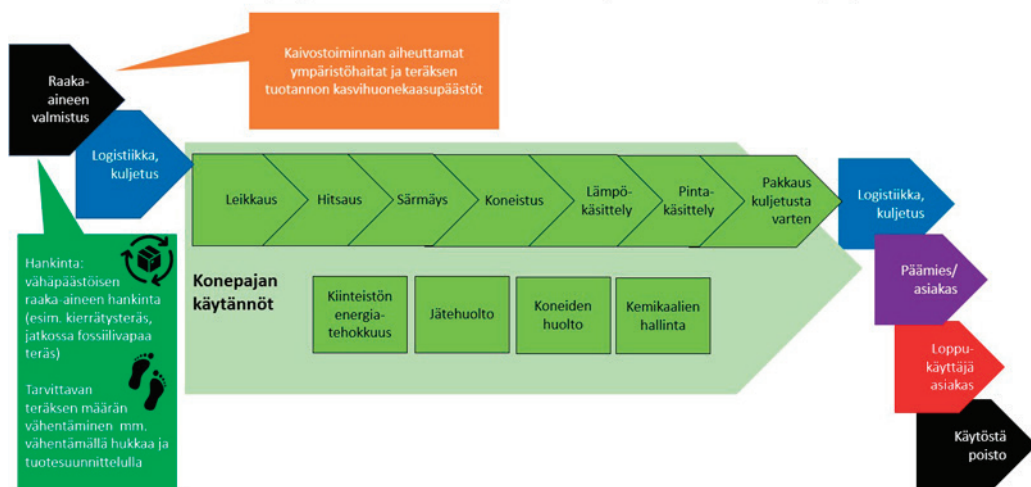 Raaka-
aineen
valmistus
Kaivostoiminnan aiheuttamat
ympäristöhaitat ja teräksen
tuotannon kasvihuonekaasupäästöt
Logistiikka,
kuljetus
Leikkaus
Hitsaus
Särmäys
Koneistus
Lämpö-
käsittely
Pinta-
käsittely
Pakkaus
kuljetusta
varten
Logistiikka,
kuljetus
Hankinta:
vähäpäästöisen
raaka-aineen hankinta
(esim. kierrätysteräs,
jatkossa fossiilivapaa
teräs)
Tarvittavan
teräksen määrän
vähentäminen mm.
vähentämällä hukkaa ja
tuotesuunnittelulla
Konepajan
käytännöt
Kiinteistön
energia-
tehokkuus
Jätehuolto
Koneiden
huolto
Kemikaalien
hallinta
Päämies/
asiakas
Loppu-
käyttäjä
asiakas
Käytöstä
poisto